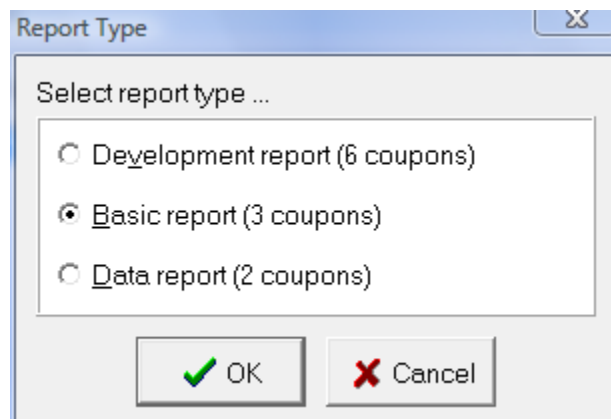 Report Type
Select report type ...
Development report (6 coupons)
Basic report (3 coupons)
Data report (2 coupons)
OK
Cancel